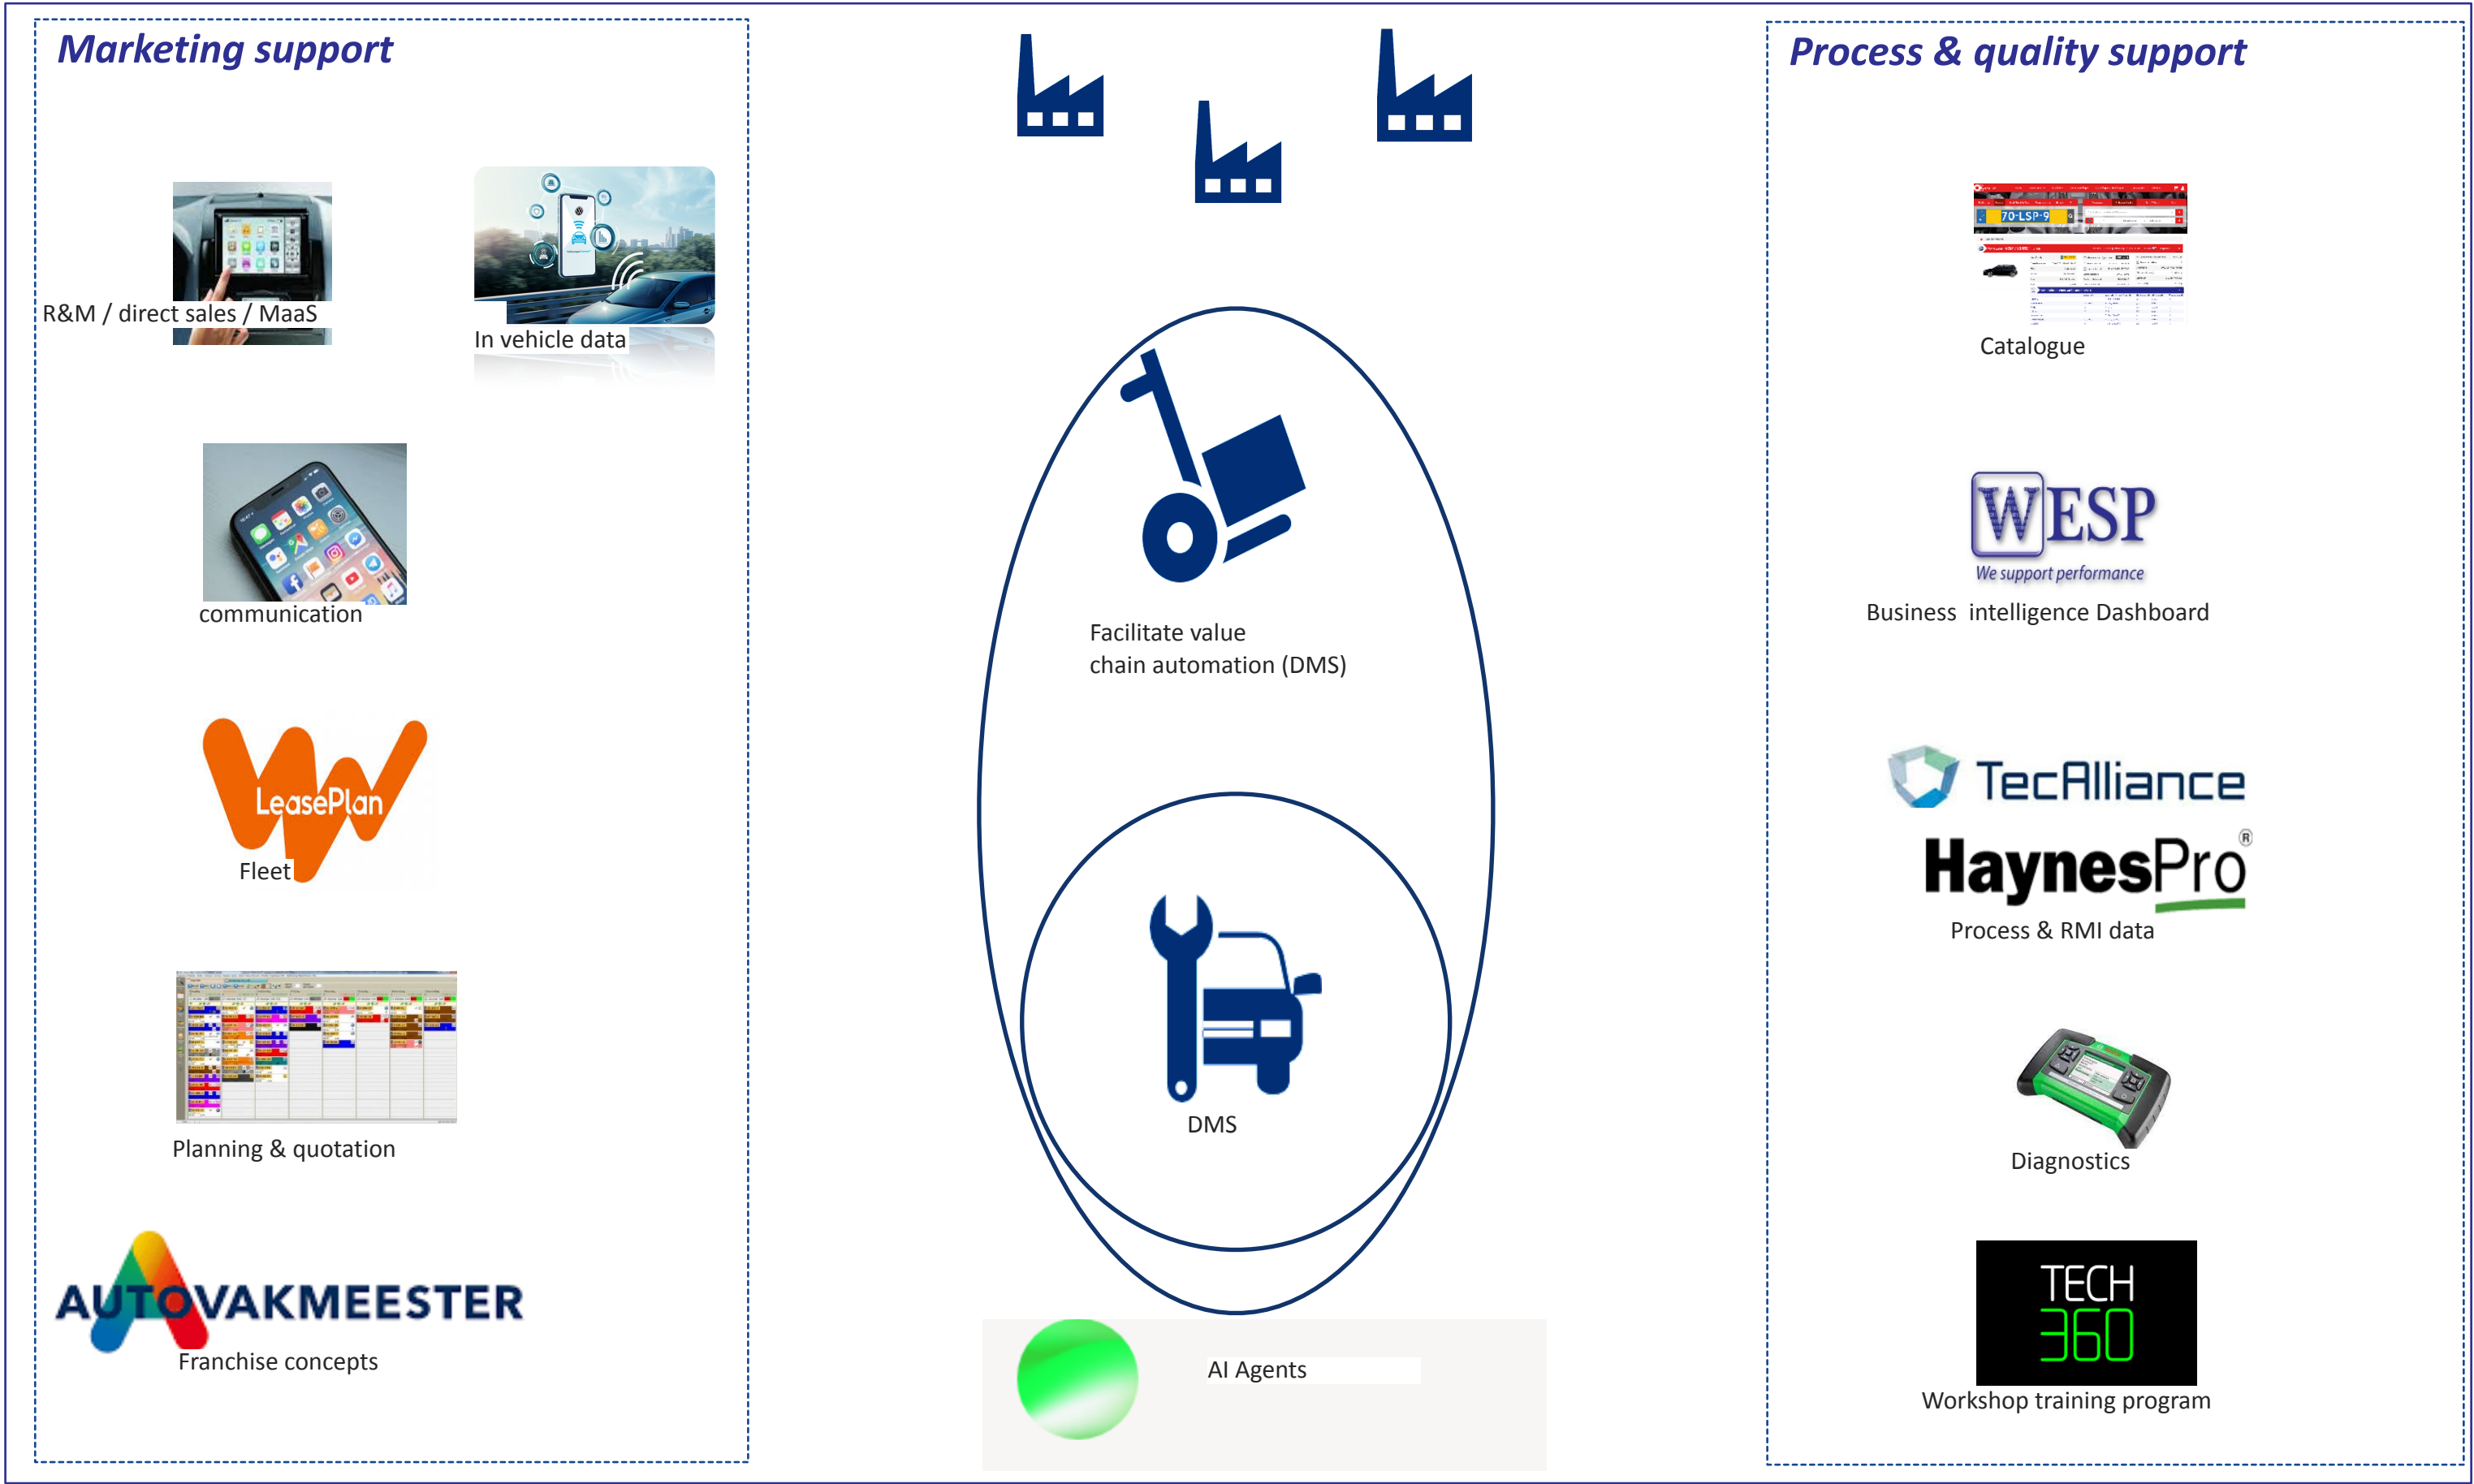 Marketing support
R&M / direct sales / MaaS
In vehicle data
communication
LeasePlan
Fleet
Planning & quotation
AUTOVAKMEESTER
Franchise concepts
Facilitate value
chain automation (DMS)
DMS
AI Agents
Process & quality support
70-LSP-9
Catalogue
WESP
We support performance
Business intelligence Dashboard
TecAlliance
HaynesPro®
Process & RMI data
Diagnostics
TECH
360
Workshop training program